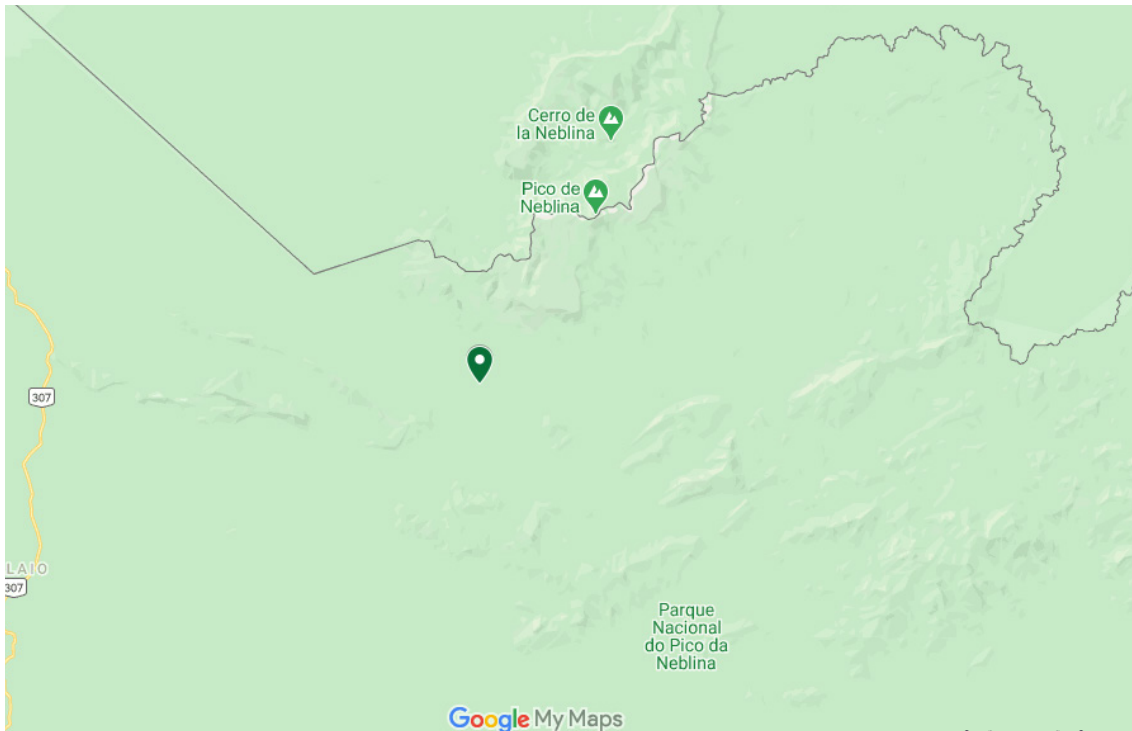 Cerro de
la Neblina
Pico de
Neblina
307
LAIO
307
Parque
Nacional
do Pico da
Neblina
Google My Maps